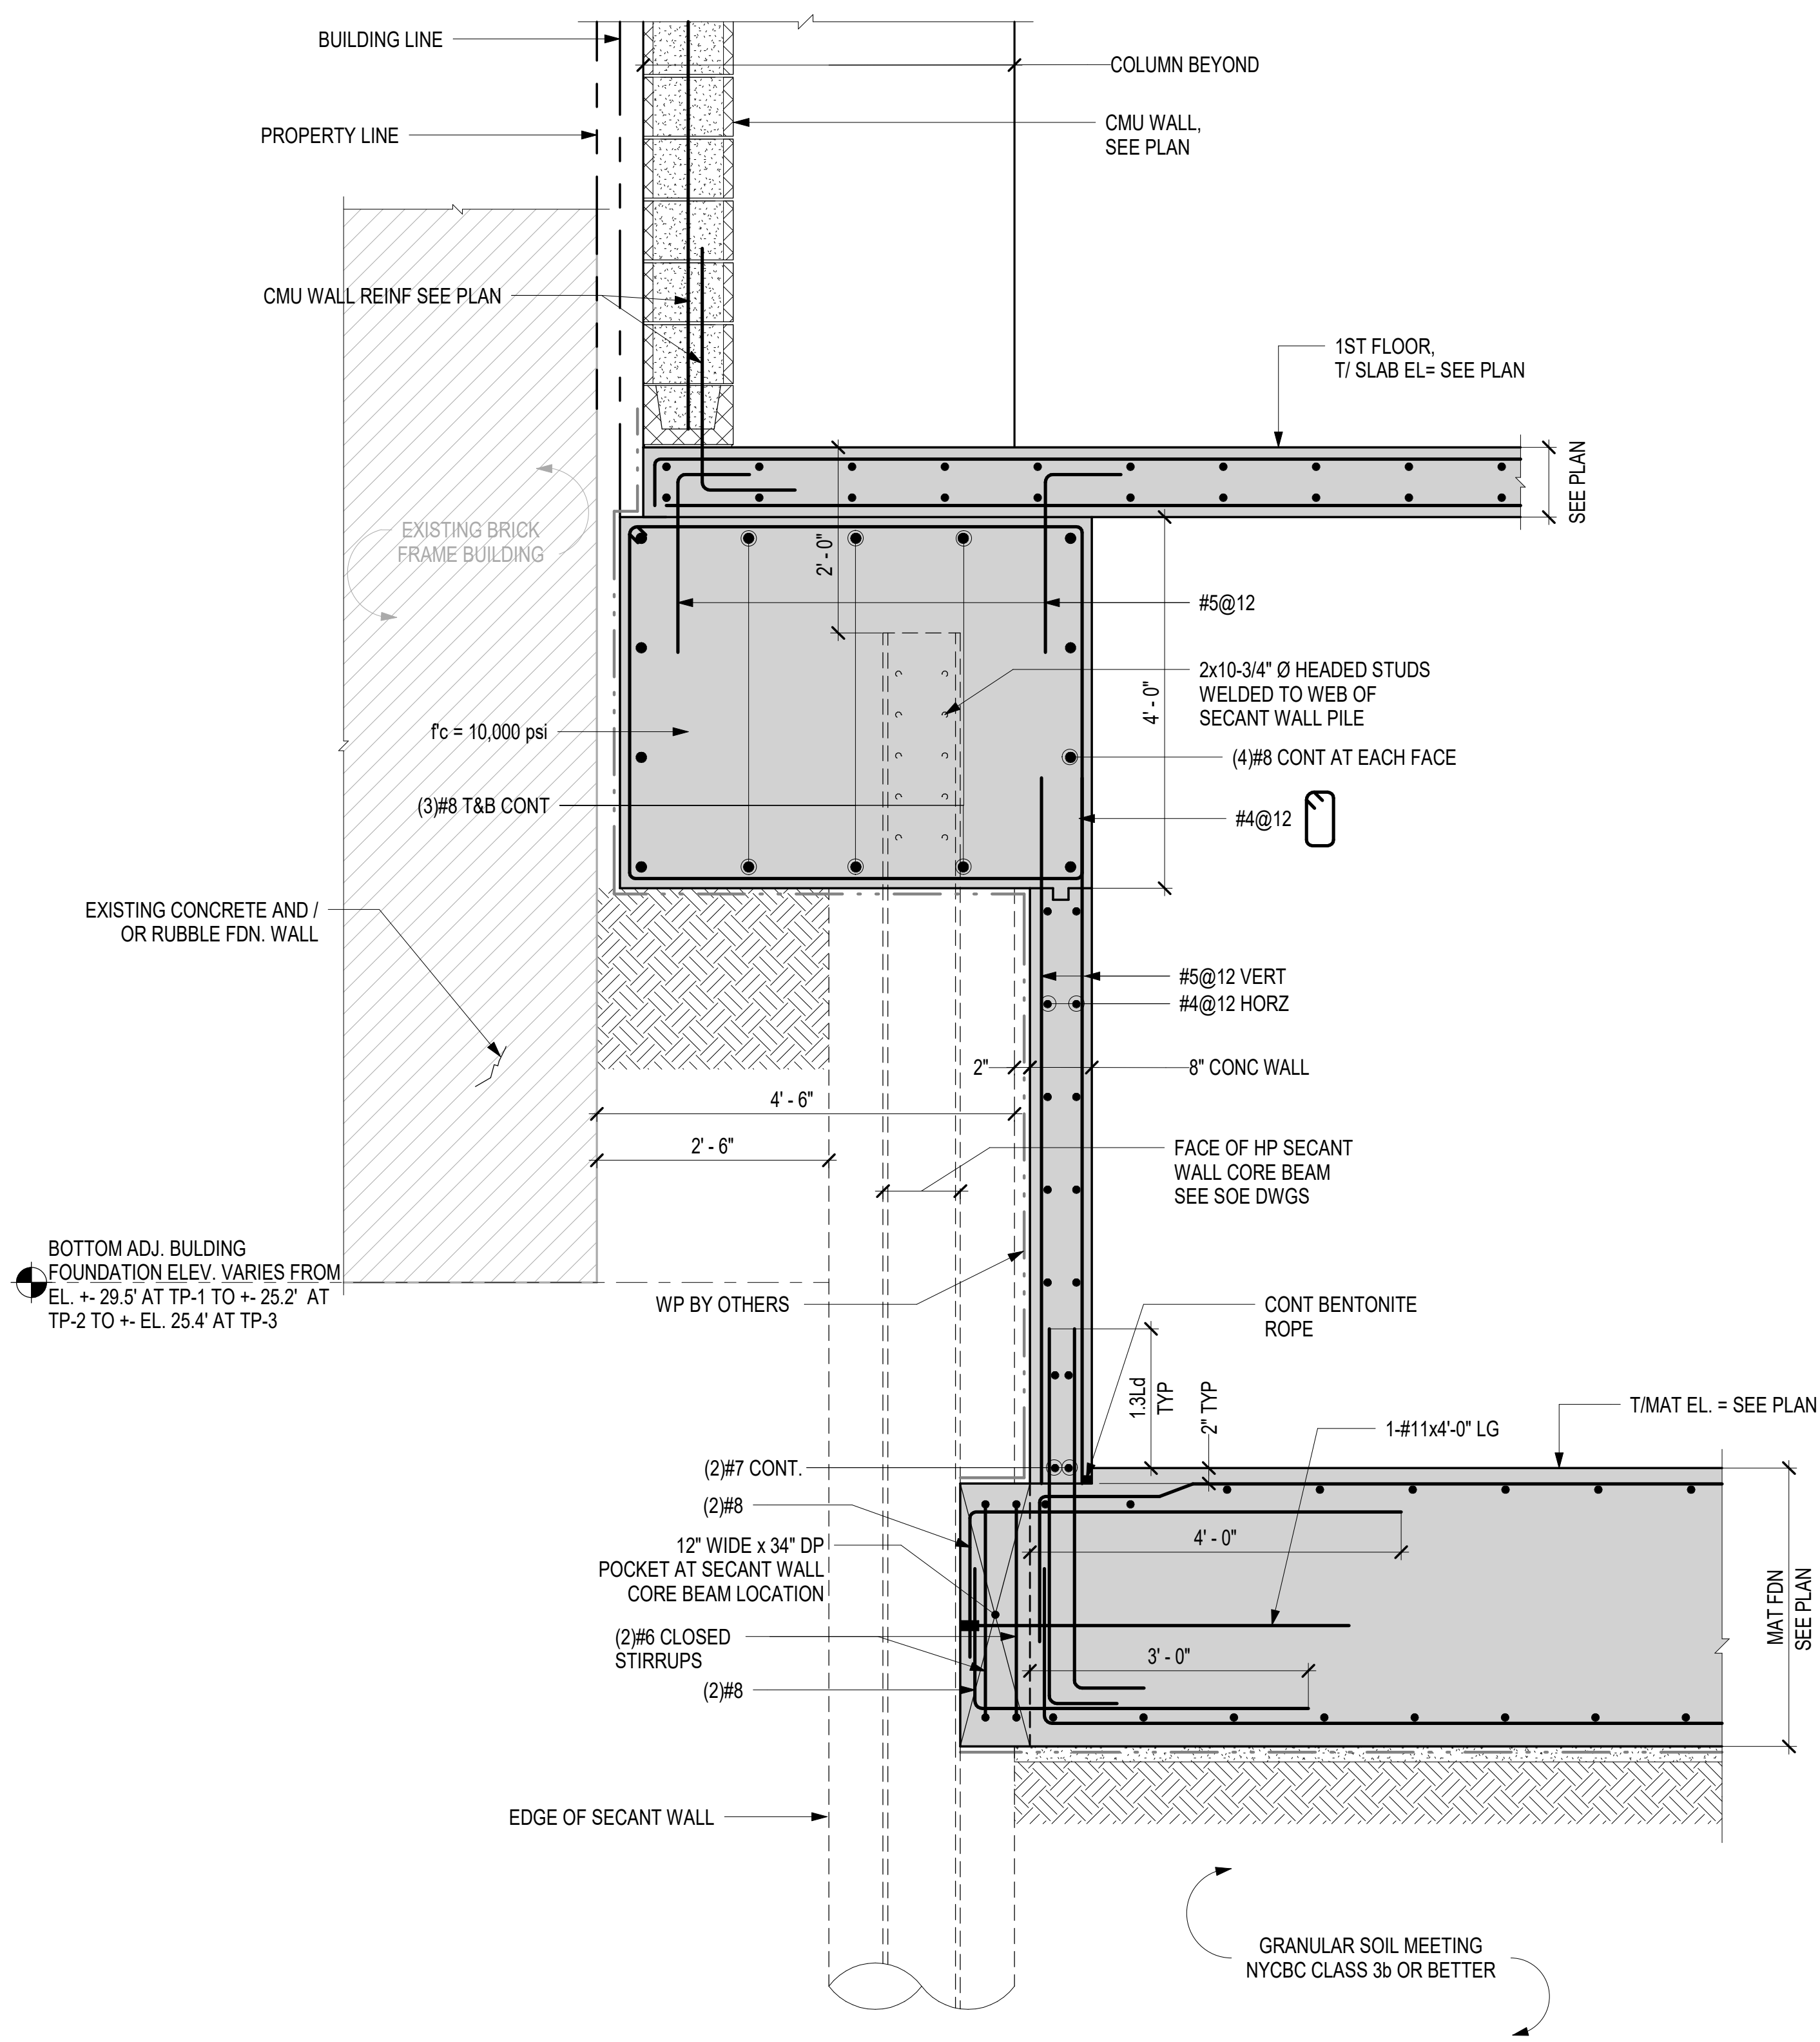 BUILDING LINE
COLUMN BEYOND
PROPERTY LINE
CMU WALL,
SEE PLAN
CMU WALL REINF SEE PLAN
1ST FLOOR,
T/ SLAB EL= SEE PLAN
SEE PLAN
EXISTING BRICK
FRAME BUILDING
2' - 0"
#5@12
2x10-3/4" Ø HEADED STUDS
WELDED TO WEB OF
SECANT WALL PILE
4' - 0"
f'c = 10,000 psi
(4)#8 CONT AT EACH FACE
(3)#8 T&B CONT
#4@12
EXISTING CONCRETE AND /
OR RUBBLE FDN. WALL
#5@12 VERT
#4@12 HORZ
2"
8" CONC WALL
4' - 6"
2' - 6"
FACE OF HP SECANT
WALL CORE BEAM
SEE SOE DWGS
BOTTOM ADJ. BULDING
FOUNDATION ELEV. VARIES FROM
EL. +- 29.5' AT TP-1 TO +- 25.2' AT
TP-2 TO +- EL. 25.4' AT TP-3
WP BY OTHERS
CONT BENTONITE
ROPE
1.3Ld
TYP
2" TYP
T/MAT EL. = SEE PLAN
1-#11x4'-0" LG
(2)#7 CONT.
(2)#8
12" WIDE x 34" DP
POCKET AT SECANT WALL
CORE BEAM LOCATION
4' - 0"
MAT FDN
SEE PLAN
(2)#6 CLOSED
STIRRUPS
3' - 0"
(2)#8
EDGE OF SECANT WALL
GRANULAR SOIL MEETING
NYCBC CLASS 3b OR BETTER